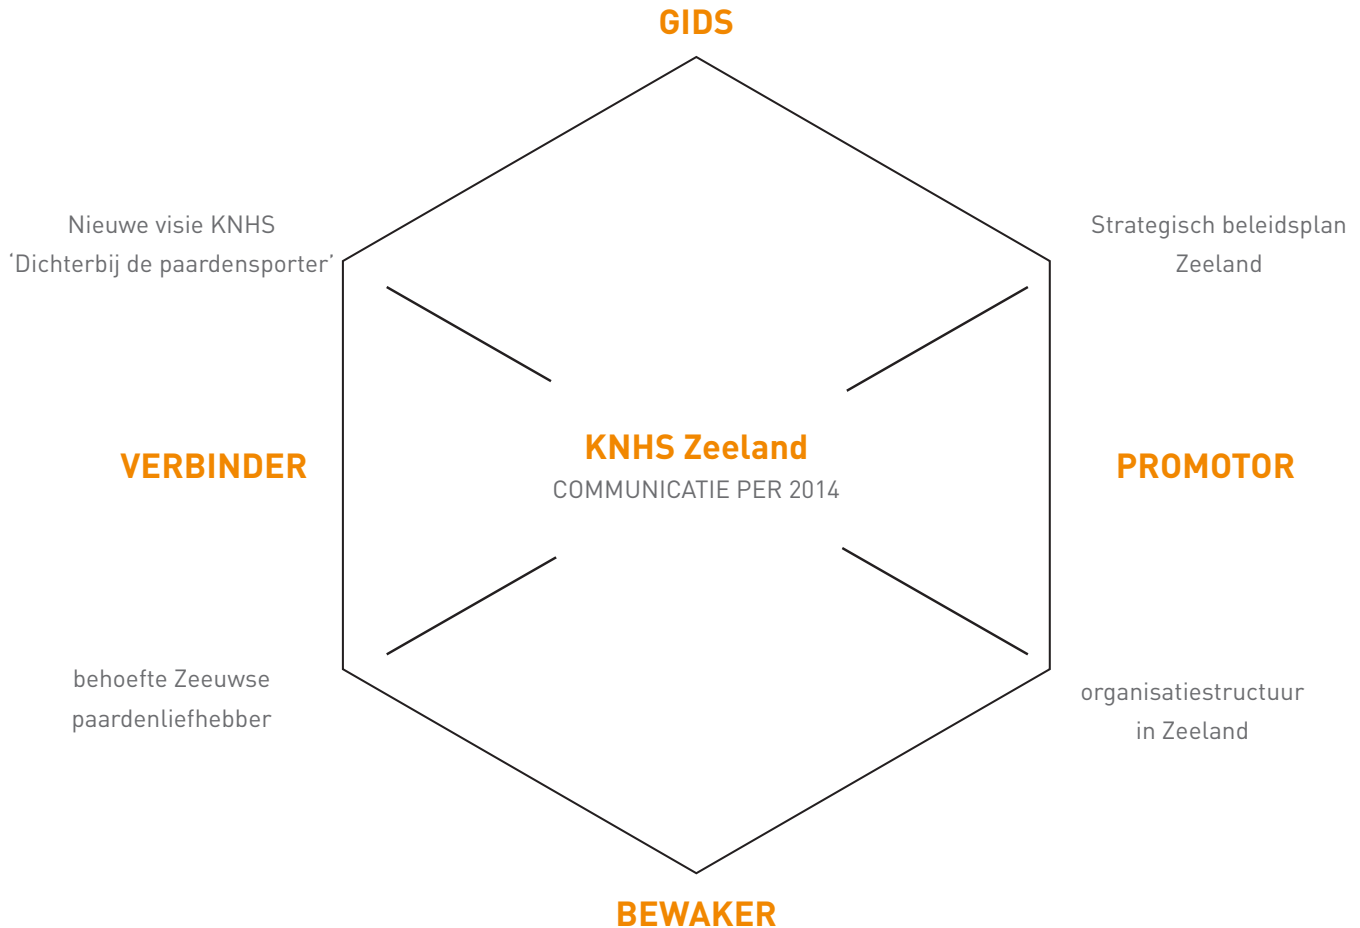 GIDS
Nieuwe visie KNHS
‘Dichterbij de paardensporter’
Strategisch beleidsplan
Zeeland
VERBINDER
KNHS Zeeland
COMMUNICATIE PER 2014
PROMOTOR
behoefte Zeeuwse
paardenliefhebber
organisatiestructuur
in Zeeland
BEWAKER